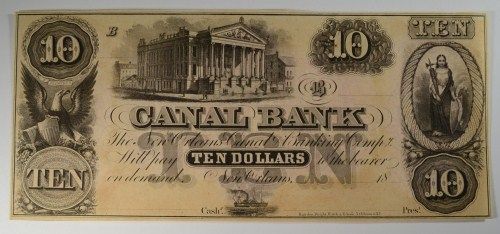 10 B 10 TEN
B
CANAL BANK
The New Orleans Canal & Banking Comp.y
Will pay TEN DOLLARS to the bearer
on demand New Orleans, 18
TEN TEN 10
Cash.r Pres.t